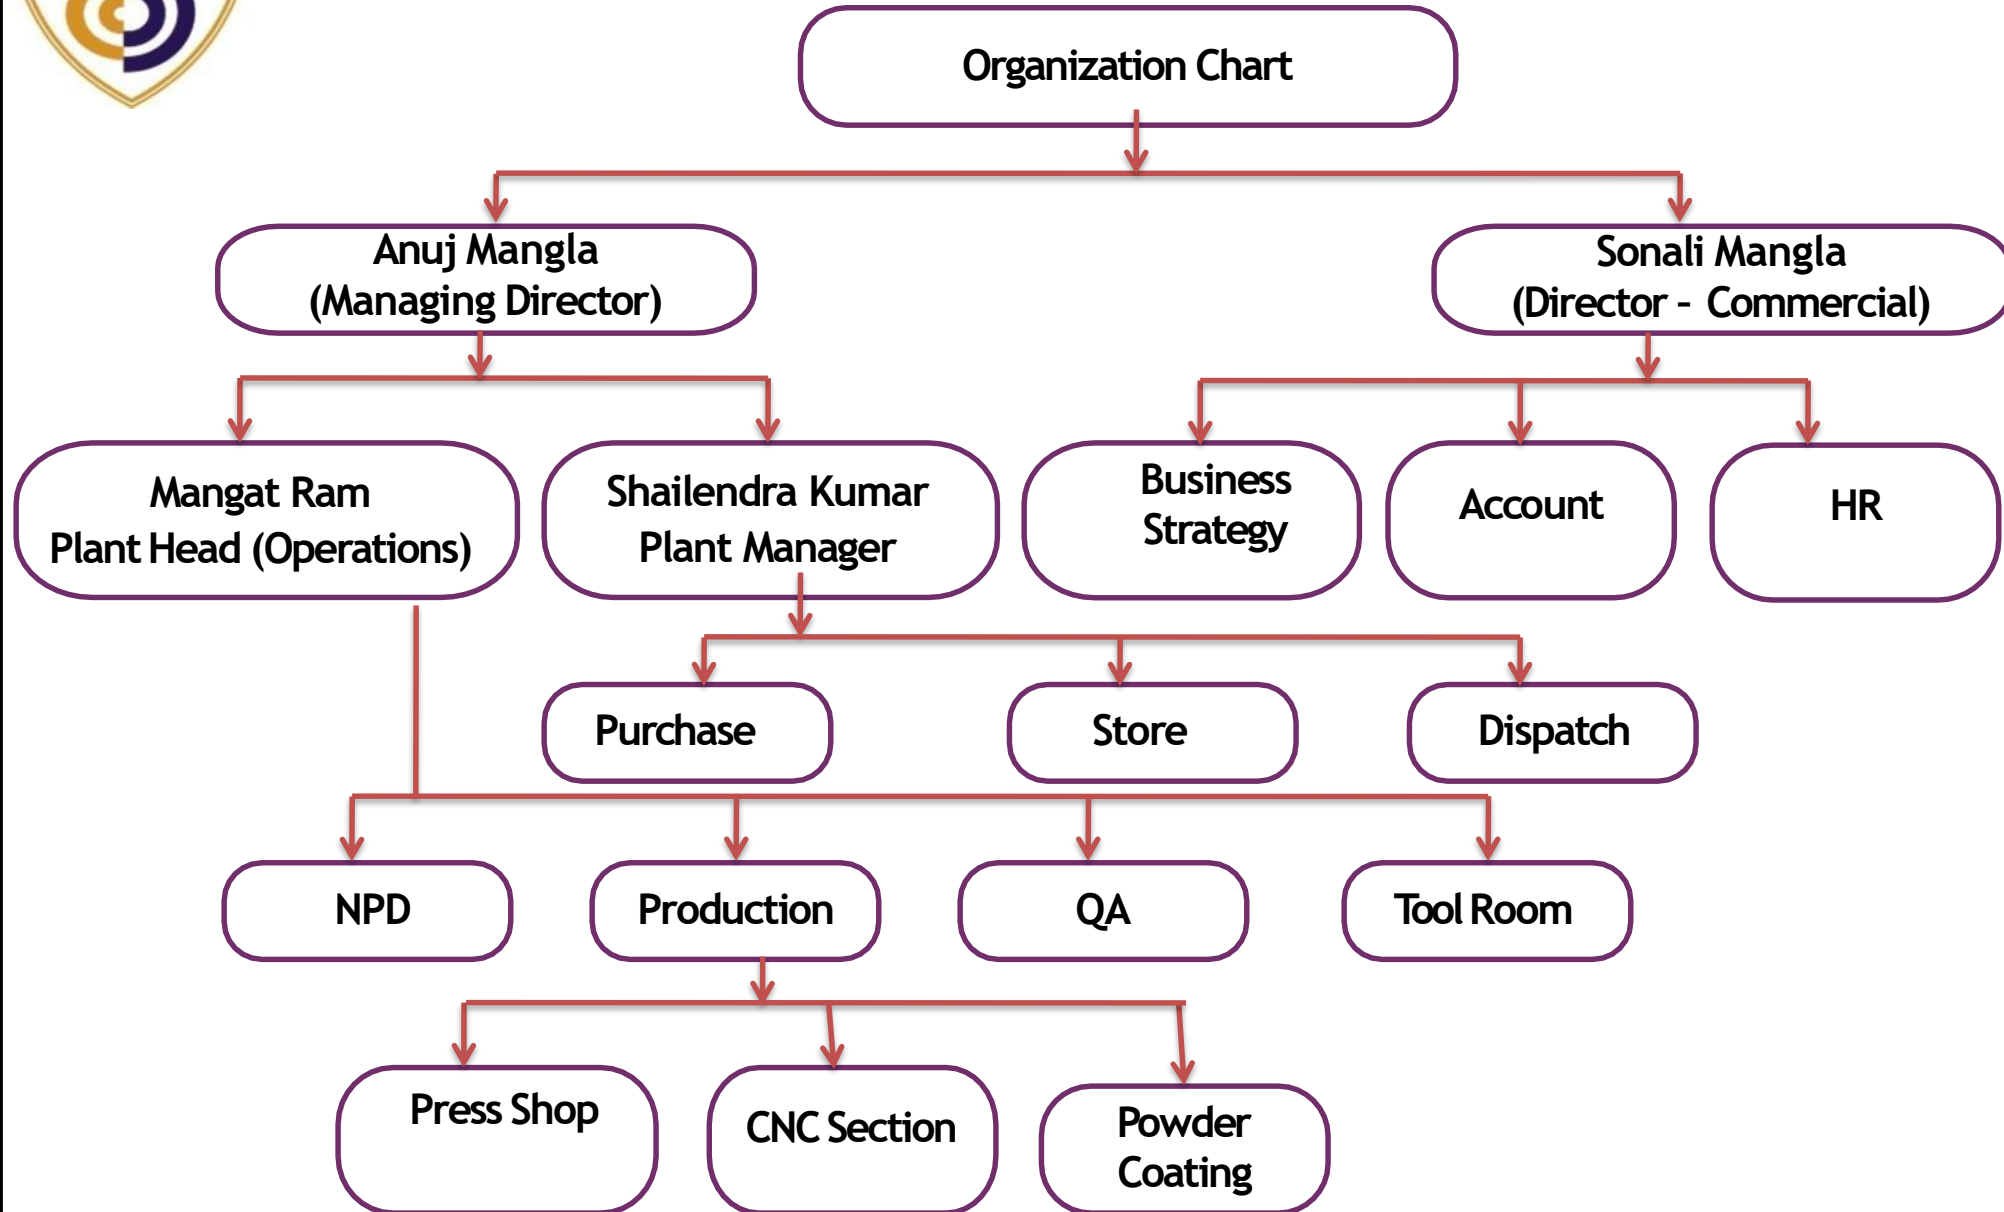 Organization Chart
Anuj Mangla
(Managing Director)
Sonali Mangla
(Director - Commercial)
Mangat Ram
Plant Head (Operations)
Shailendra Kumar
Plant Manager
Business
Strategy
Account
HR
Purchase
Store
Dispatch
NPD
Production
QA
Tool Room
Press Shop
CNC Section
Powder
Coating